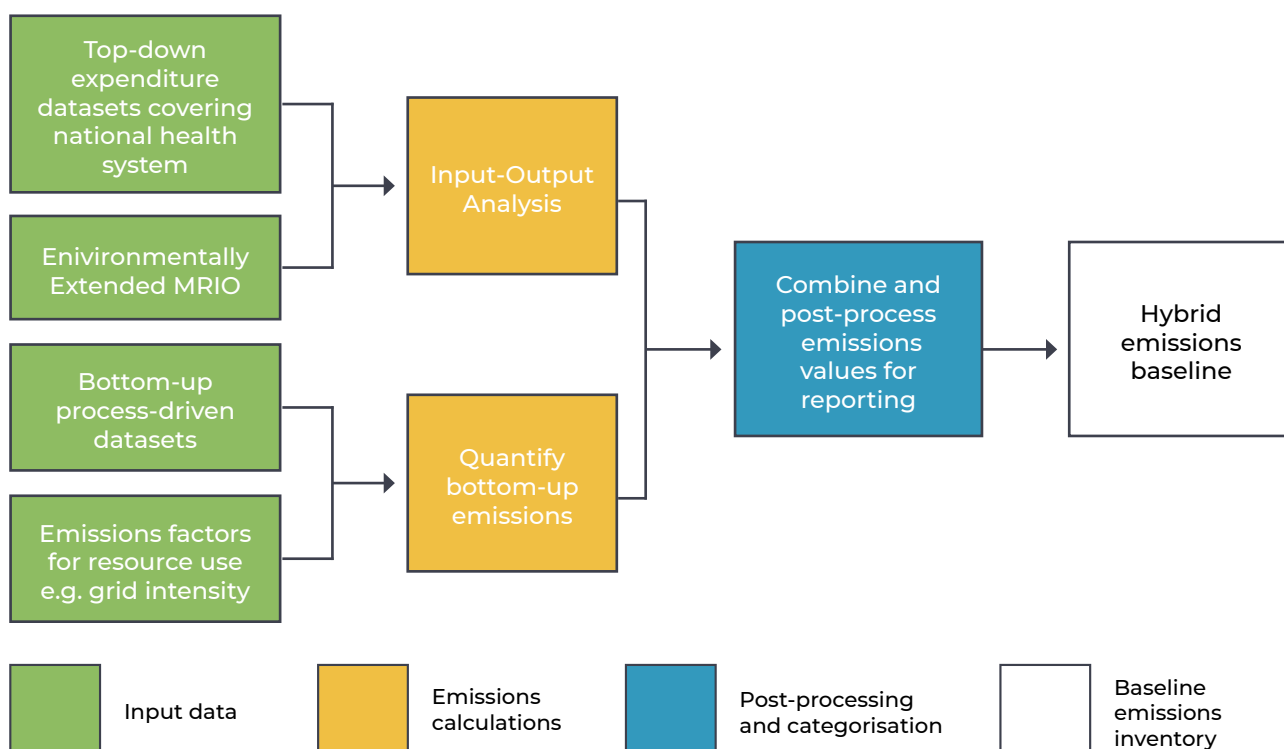 Top-down
expenditure
datasets covering
national health
system
Enivironmentally
Extended MRIO
Bottom-up
process-driven
datasets
Emissions factors
for resource use
e.g. grid intensity
Input-Output
Analysis
Quantify
bottom-up
emissions
Combine and
post-process
emissions
values for
reporting
Hybrid
emissions
baseline
Input data
Emissions
calculations
Post-processing
and categorisation
Baseline
emissions
inventory